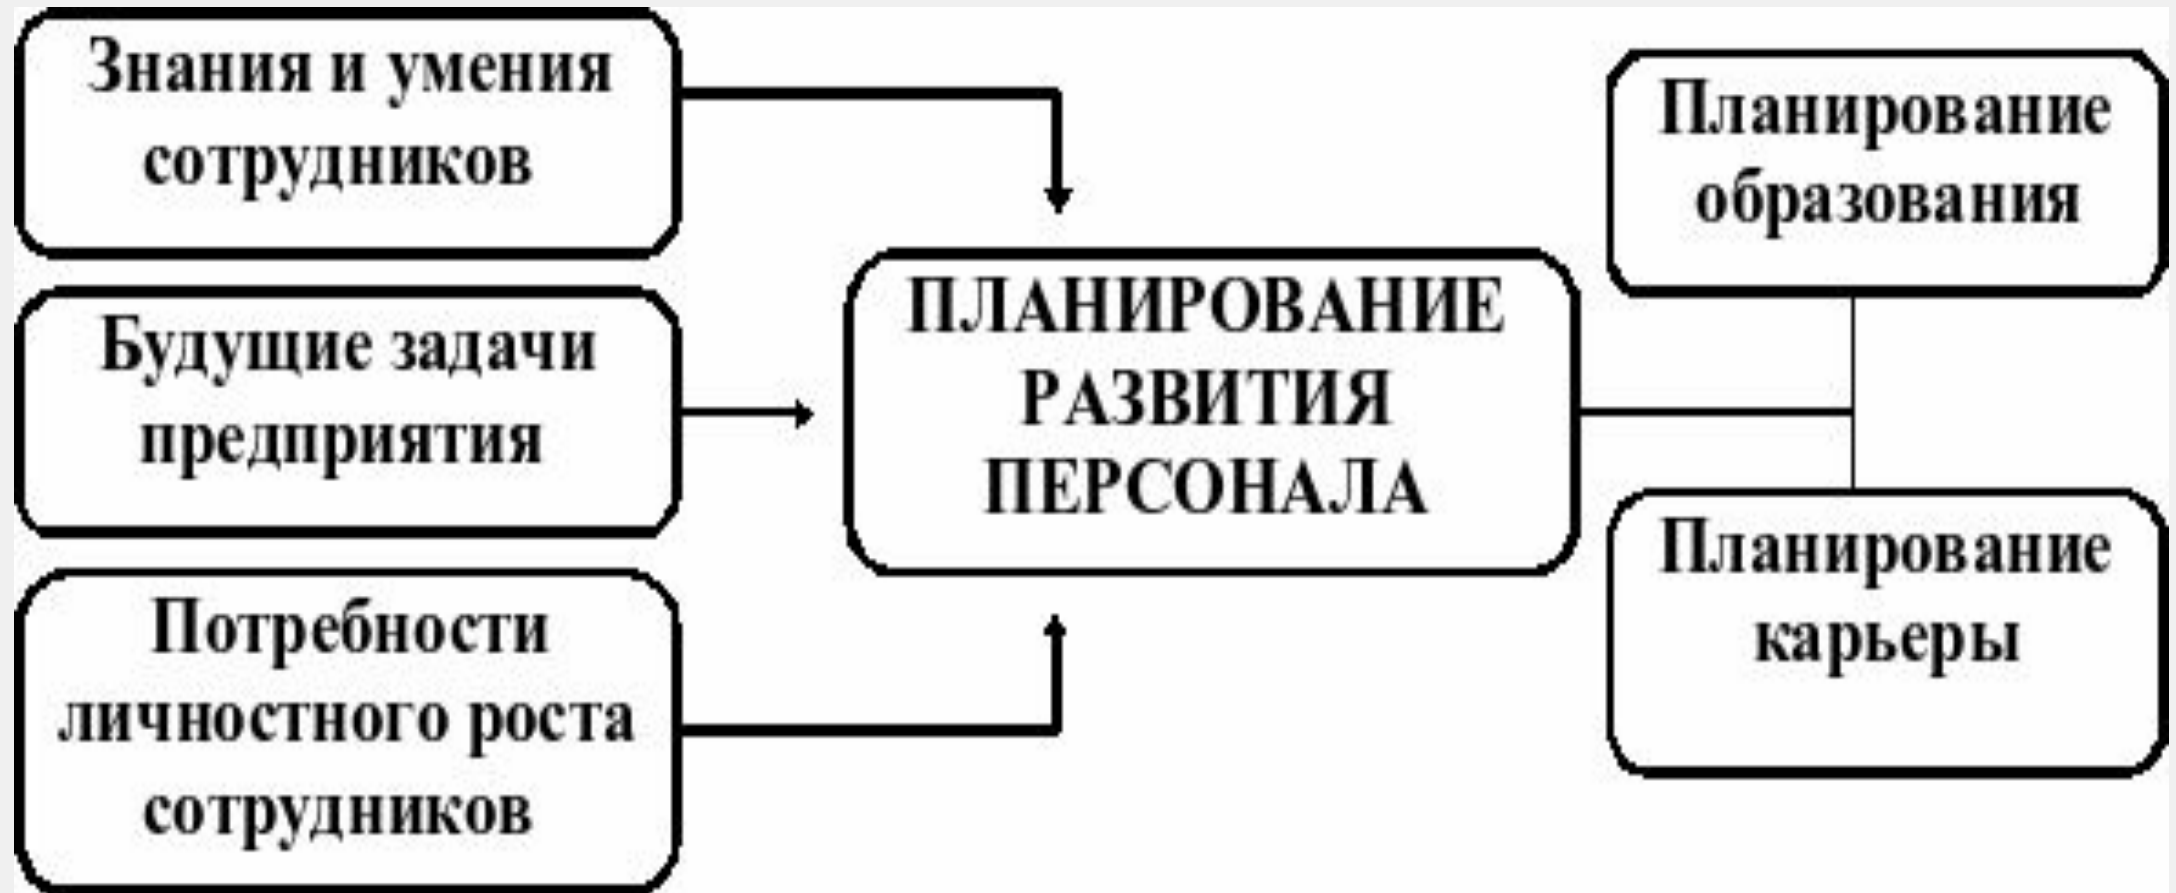 Знания и умения
сотрудников
Будущие задачи
предприятия
Потребности
личностного роста
сотрудников
ПЛАНИРОВАНИЕ
РАЗВИТИЯ
ПЕРСОНАЛА
Планирование
образования
Планирование
карьеры